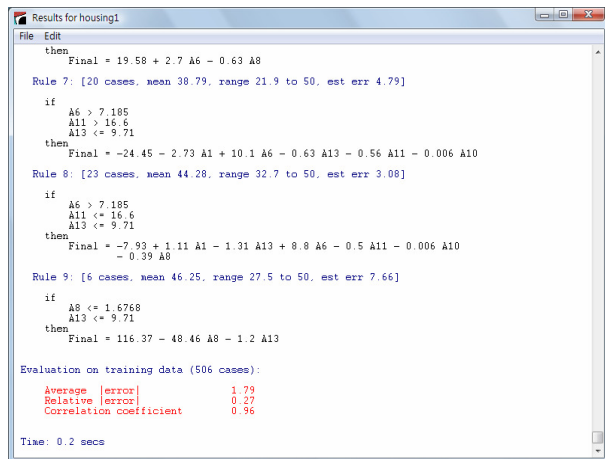 Results for housing1
File Edit
then
Final = 19.58 + 2.7 A6 - 0.63 A8
Rule 7: [20 cases, mean 38.79, range 21.9 to 50, est err 4.79]
if
A6 > 7.185
A11 > 16.6
A13 <= 9.71
then
Final = -24.45 - 2.73 A1 + 10.1 A6 - 0.63 A13 - 0.56 A11 - 0.006 A10
Rule 8: [23 cases, mean 44.28, range 32.7 to 50, est err 3.08]
if
A6 > 7.185
A11 <= 16.6
A13 <= 9.71
then
Final = -7.93 + 1.11 A1 - 1.31 A13 + 8.8 A6 - 0.5 A11 - 0.006 A10
- 0.39 A8
Rule 9: [6 cases, mean 46.25, range 27.5 to 50, est err 7.66]
if
A8 <= 1.6768
A13 <= 9.71
then
Final = 116.37 - 48.46 A8 - 1.2 A13
Evaluation on training data (506 cases):
Average |error| 1.79
Relative |error| 0.27
Correlation coefficient 0.96
Time: 0.2 secs